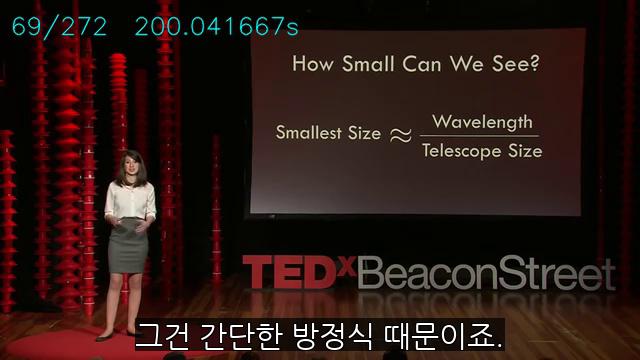 69/272 200.041667s
How Small Can We See?
Smallest Size ≈ Wavelength
Telescope Size
TEDxBeaconStreet
그건 간단한 방정식 때문이죠.